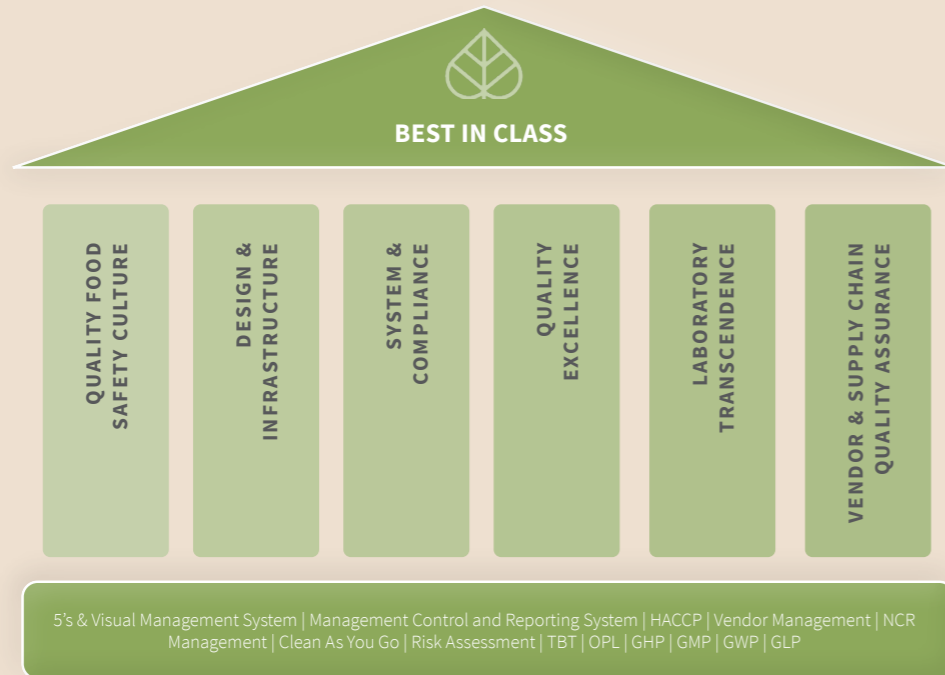 BEST IN CLASS
QUALITY FOOD
SAFETY CULTURE
DESIGN &
INFRASTRUCTURE
SYSTEM &
COMPLIANCE
QUALITY
EXCELLENCE
LABORATORY
TRANSCENDENCE
VENDOR & SUPPLY CHAIN
QUALITY ASSURANCE
5’s & Visual Management System | Management Control and Reporting System | HACCP | Vendor Management | NCR
Management | Clean As You Go | Risk Assessment | TBT | OPL | GHP | GMP | GWP | GLP